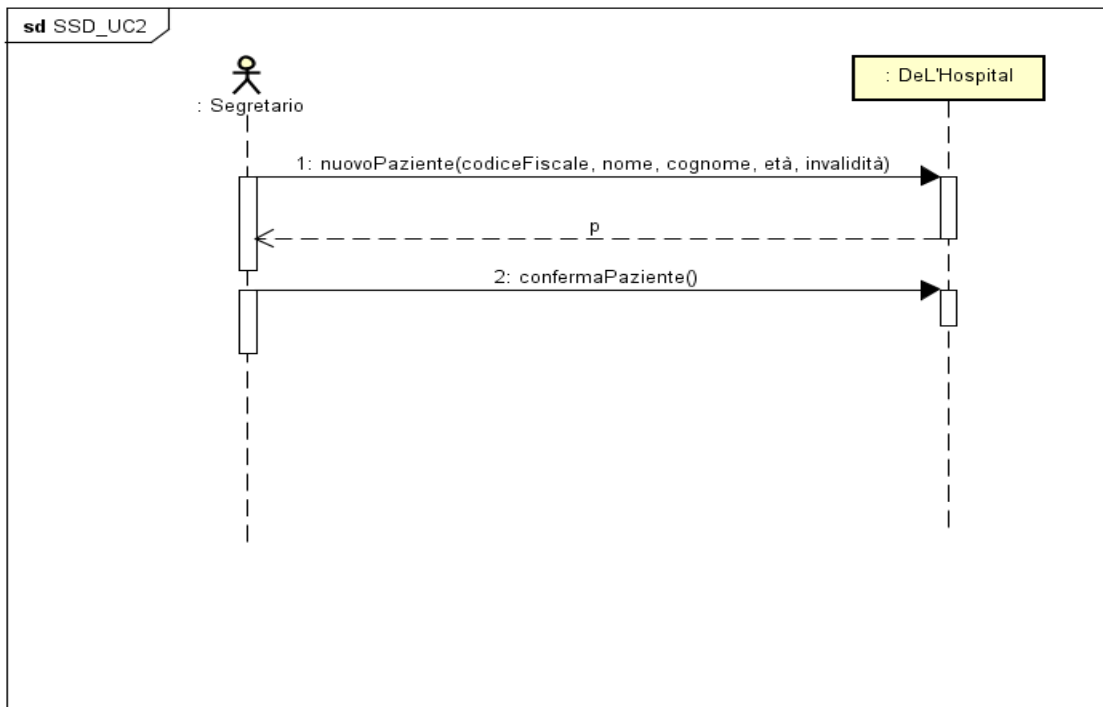 sd SSD_UC2
: Segretario
: DeL'Hospital
1: nuovoPaziente(codiceFiscale, nome, cognome, età, invalidità)
p
2: confermaPaziente()